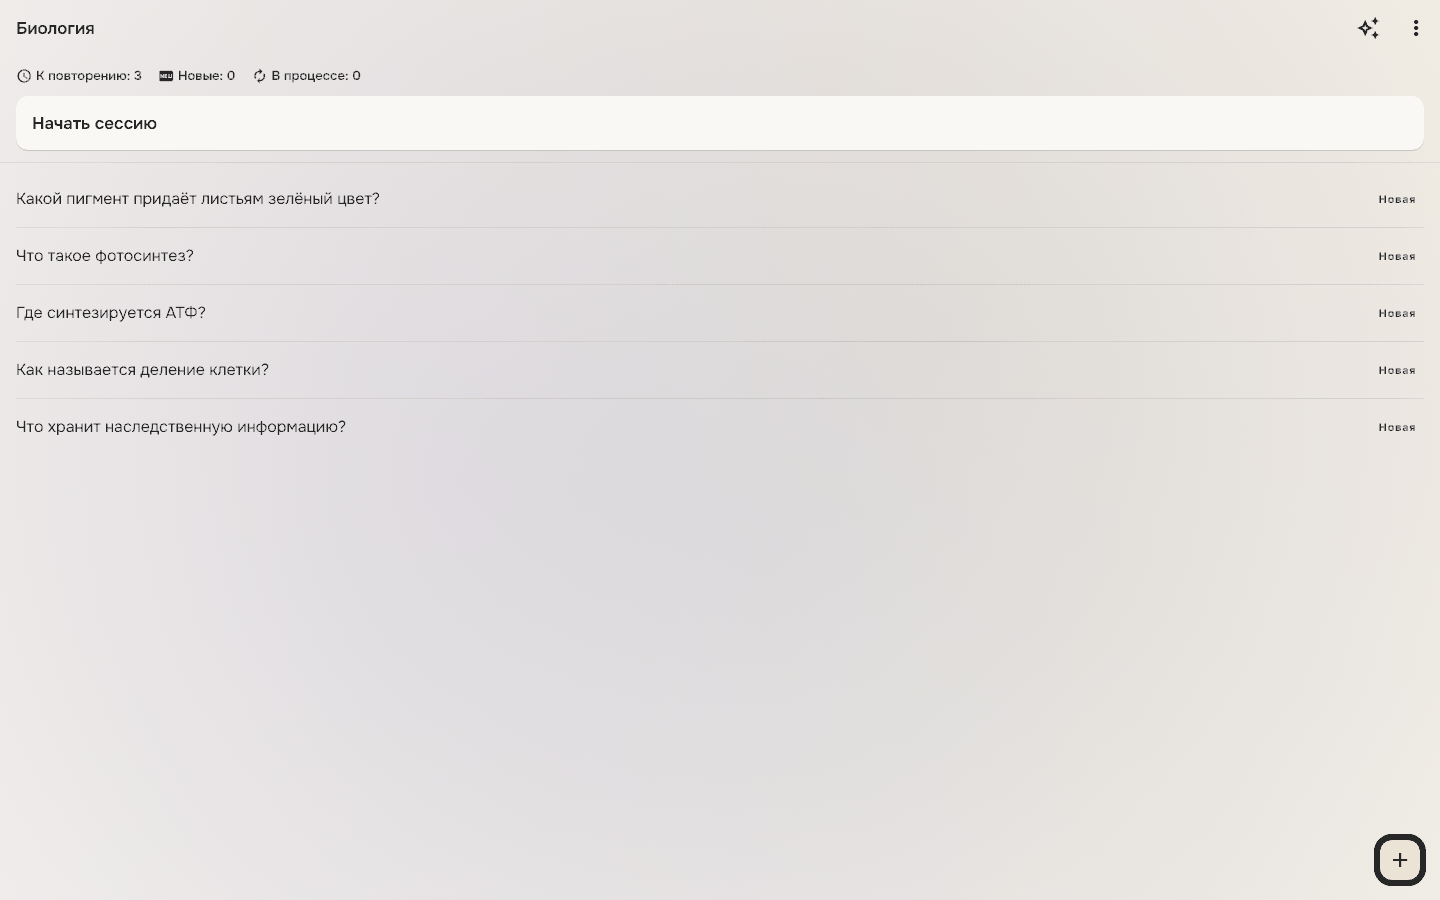 Биология
К повторению: 3 NEW Новые: 0 В процессе: 0
Начать сессию
Какой пигмент придаёт листьям зелёный цвет? Новая
Что такое фотосинтез? Новая
Где синтезируется АТФ? Новая
Как называется деление клетки? Новая
Что хранит наследственную информацию? Новая